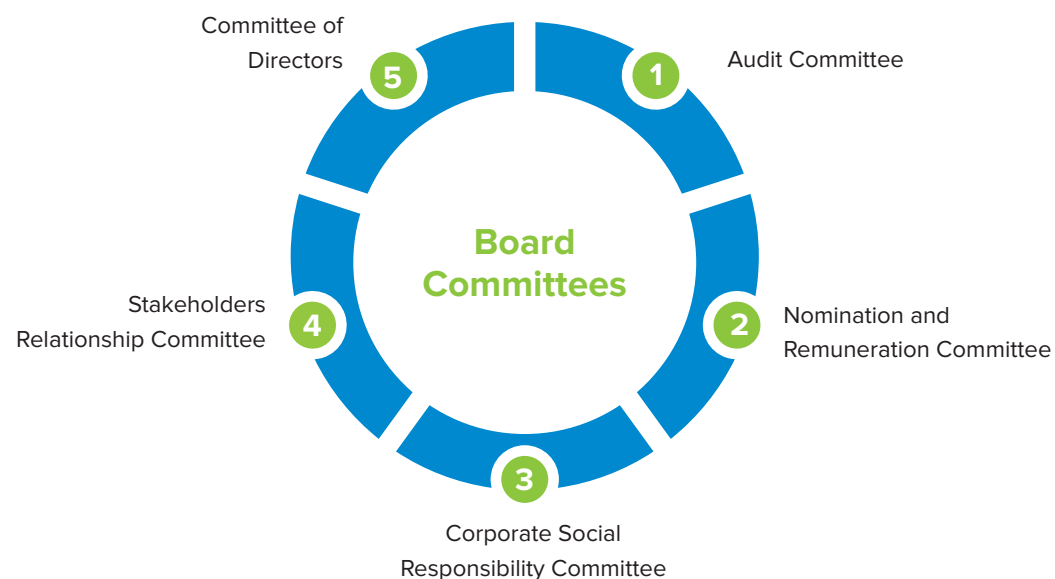 Board
Committees
1
Audit Committee
2
Nomination and
Remuneration Committee
3
Corporate Social
Responsibility Committee
4
Stakeholders
Relationship Committee
5
Committee of
Directors